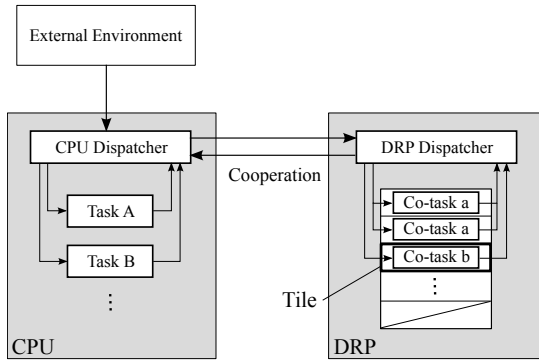 External Environment
CPU Dispatcher
DRP Dispatcher
Cooperation
Task A
Task B
⋮
Co-task a
Co-task a
Co-task b
⋮
Tile
CPU
DRP